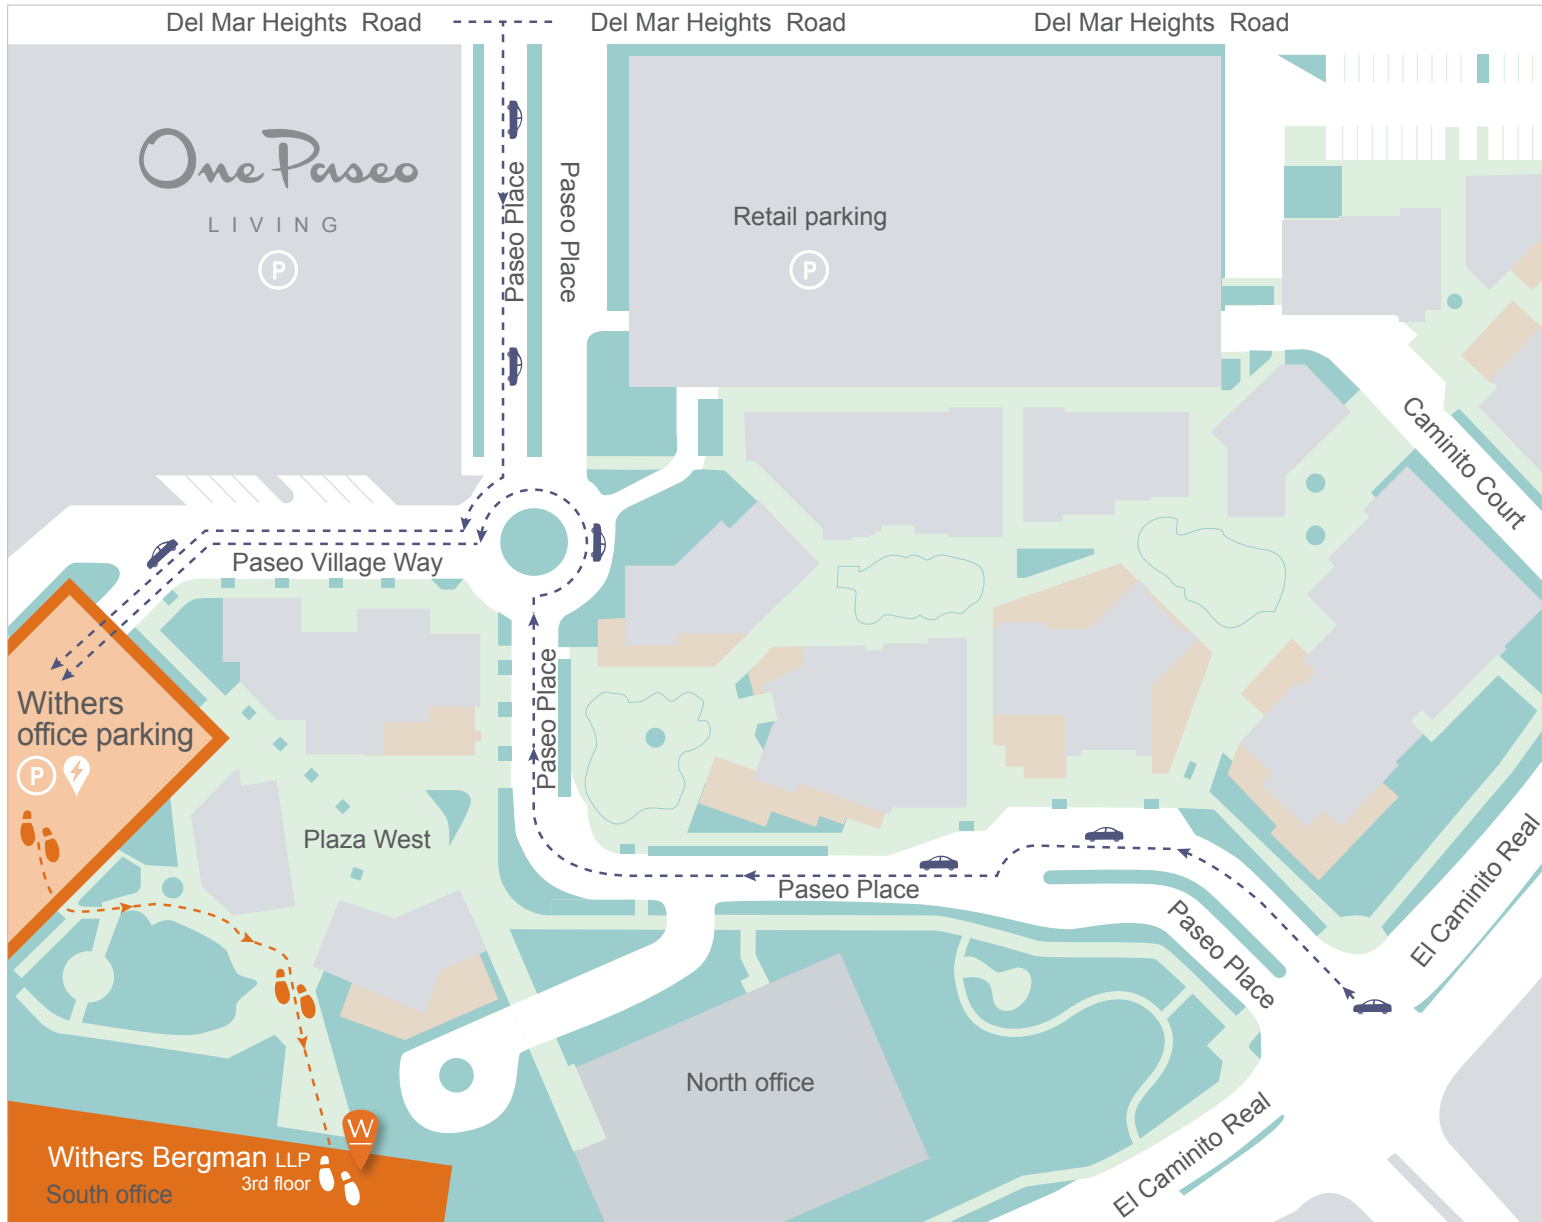 Del Mar Heights Road
Del Mar Heights Road
Del Mar Heights Road
One Paseo
LIVING
P
Paseo Place
Paseo Place
Retail parking
P
Caminito Court
Paseo Village Way
Withers
office parking
P
Paseo Place
Plaza West
Paseo Place
Paseo Place
El Caminito Real
North office
El Caminito Real
W
Withers Bergman LLP
3rd floor
South office